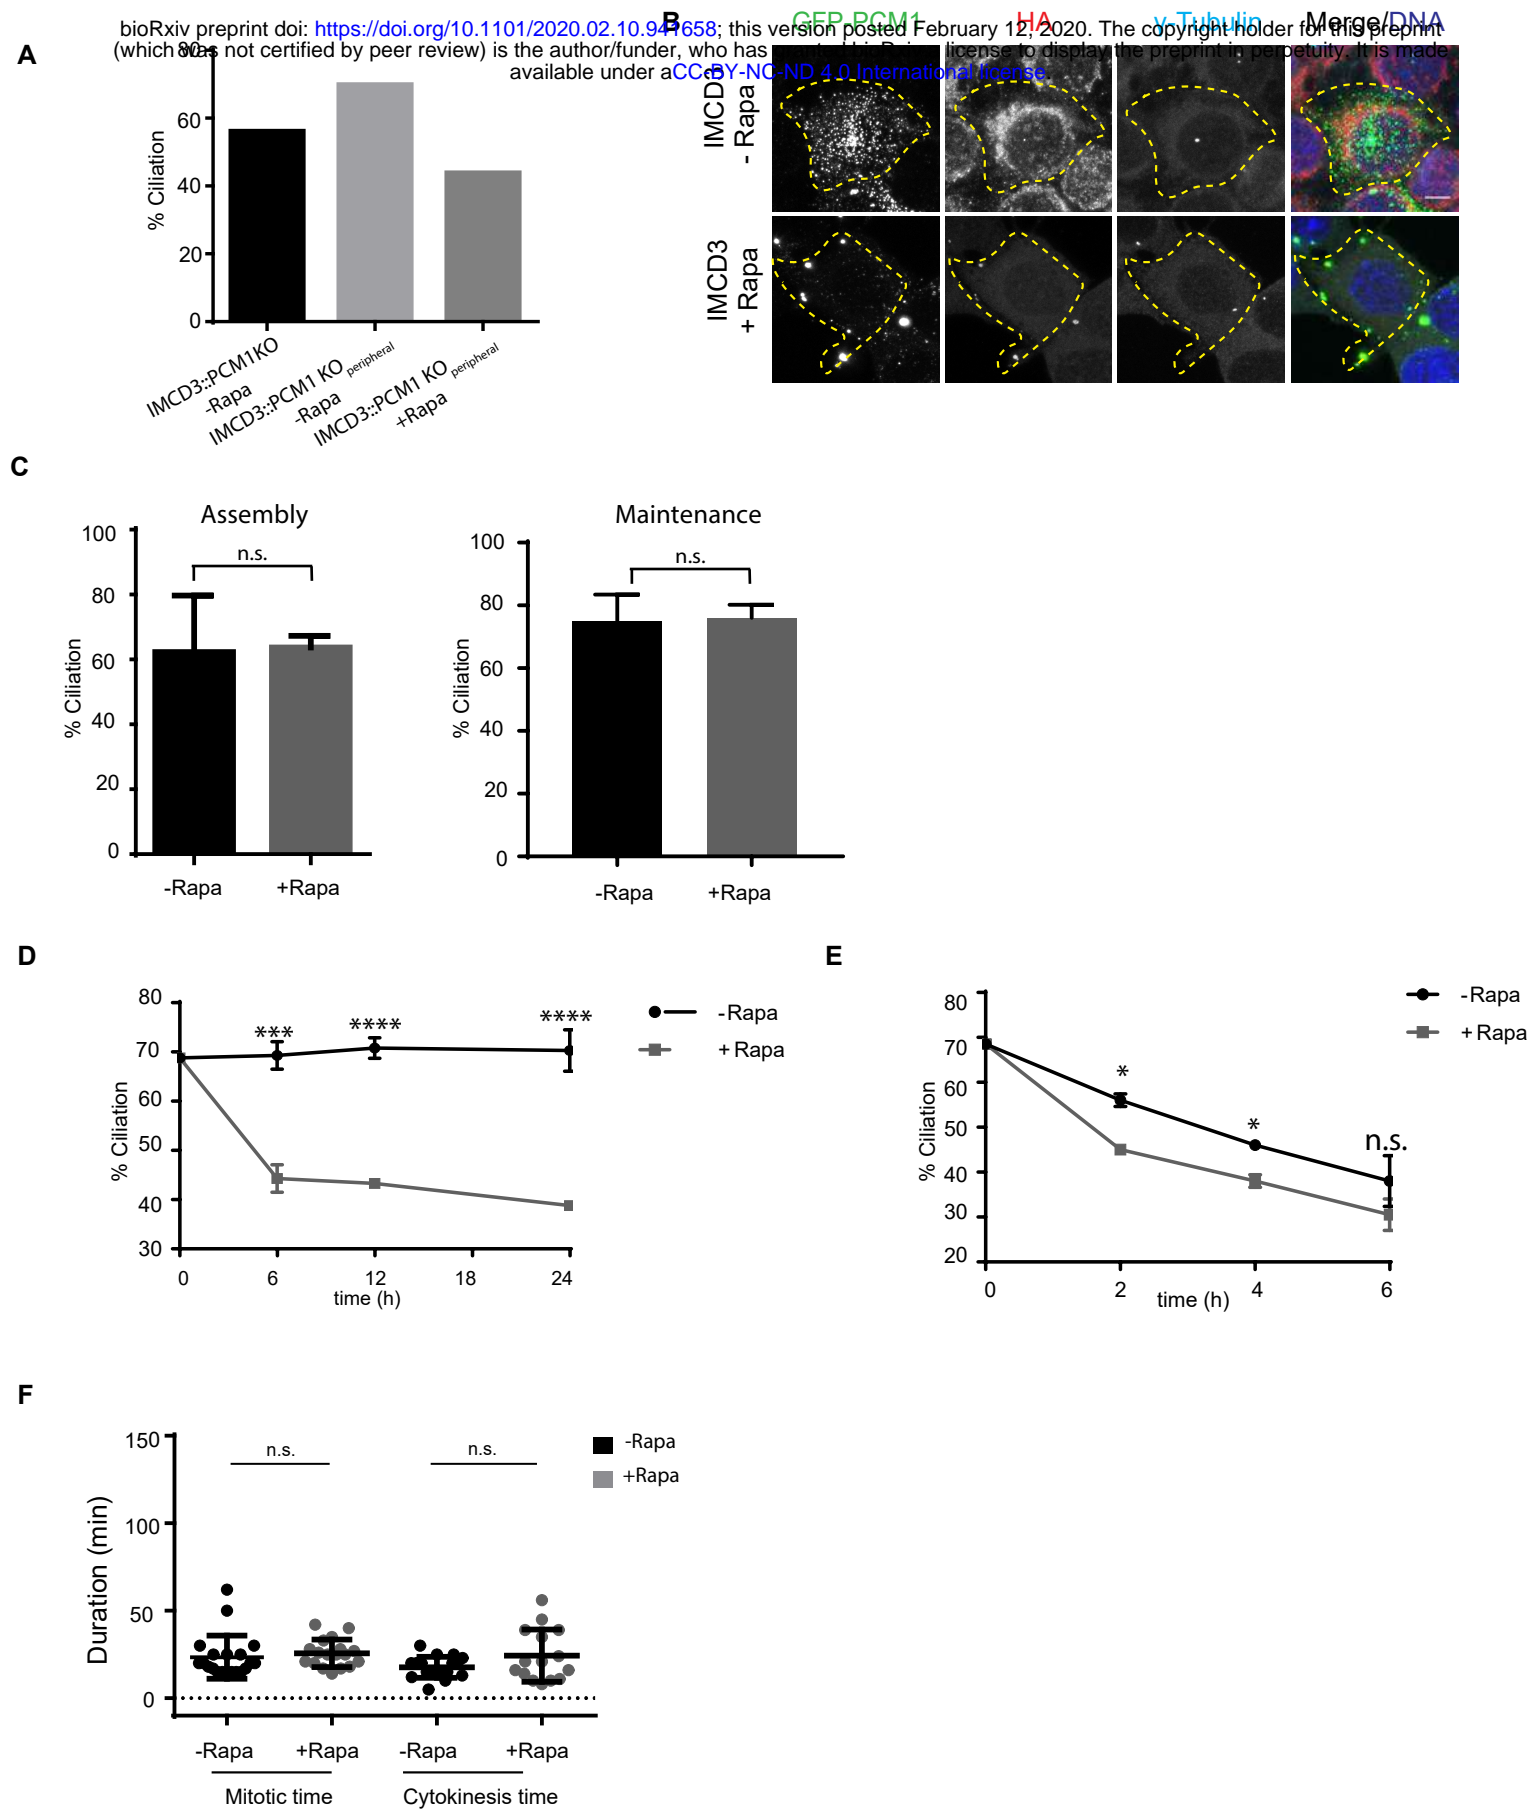 bioRxiv preprint doi: https://doi.org/10.1101/2020.02.10.941658; this version posted February 12, 2020. The copyright holder for this preprint
(which was not certified by peer review) is the author/funder, who has granted bioRxiv a license to display the preprint in perpetuity. It is made
available under aCC-BY-NC-ND 4.0 International license.
A
80
60
40
20
0
% Ciliation
IMCD3::PCM1KO
-Rapa
IMCD3::PCM1 KO peripheral
-Rapa
IMCD3::PCM1 KO peripheral
+Rapa
B
GFP-PCM1
HA
γ-Tubulin
Merge/DNA
IMCD3
- Rapa
IMCD3
+ Rapa
C
Assembly
n.s.
100
80
60
40
20
0
% Ciliation
-Rapa
+Rapa
Maintenance
n.s.
100
80
60
40
20
0
% Ciliation
-Rapa
+Rapa
D
80
70
60
50
40
30
% Ciliation
***
****
****
0
6
12
18
24
time (h)
-Rapa
+Rapa
E
80
70
60
50
40
30
20
% Ciliation
*
*
n.s.
0
2
4
6
time (h)
-Rapa
+Rapa
F
150
100
50
0
Duration (min)
n.s.
n.s.
-Rapa
+Rapa
-Rapa
+Rapa
-Rapa
+Rapa
Mitotic time
Cytokinesis time